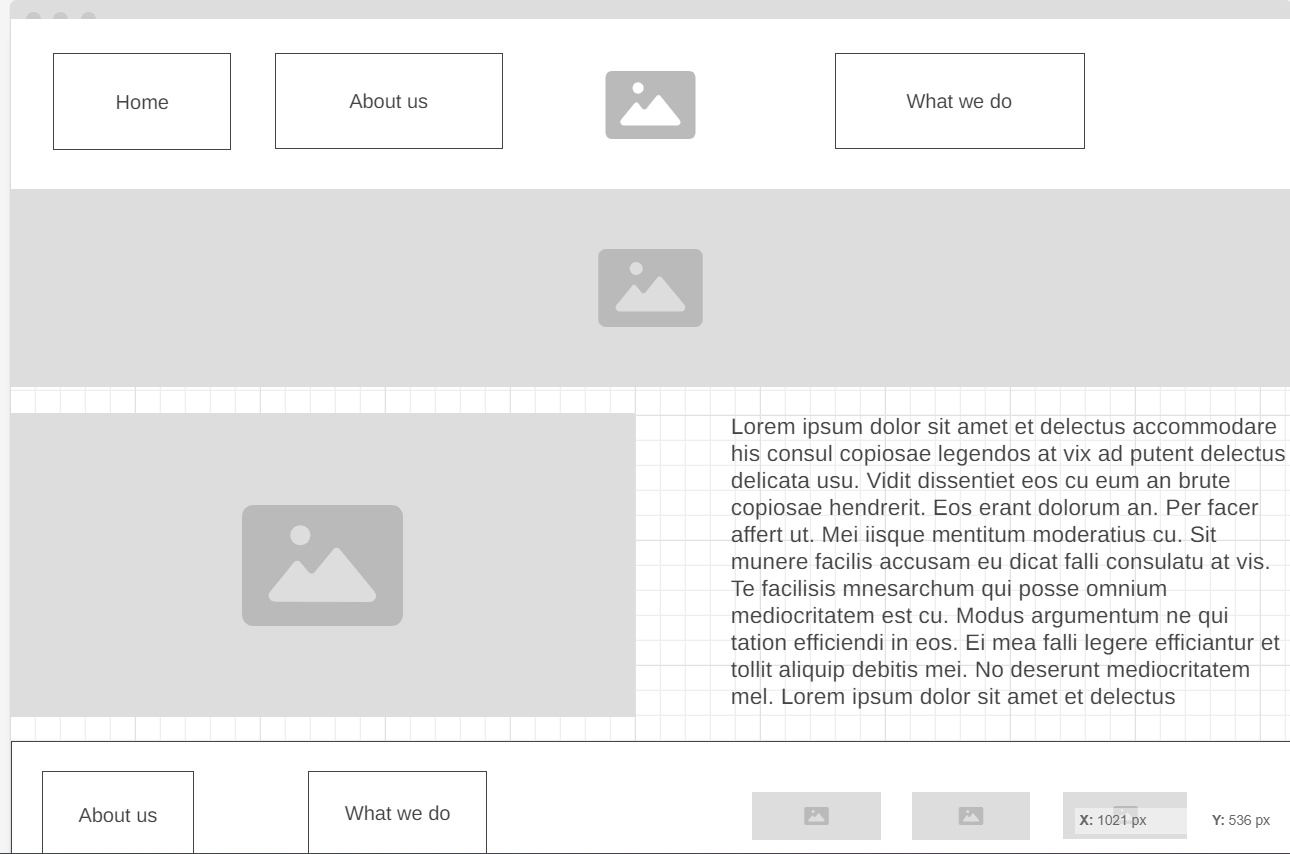 Home
About us
What we do
Lorem ipsum dolor sit amet et delectus accommodare
his consul copiosae legendos at vix ad putent delectus
delicata usu. Vidit dissentiet eos cu eum an brute
copiosae hendrerit. Eos erant dolorum an. Per facer
affert ut. Mei iisque mentitum moderatius cu. Sit
munere facilis accusam eu dicat falli consulatu at vis.
Te facilisis mnesarchum qui posse omnium
mediocritatem est cu. Modus argumentum ne qui
tation efficiendi in eos. Ei mea falli legere efficiantur et
tollit aliquip debitis mei. No deserunt mediocritatem
mel. Lorem ipsum dolor sit amet et delectus
About us
What we do
X: 1021 px
Y: 536 px